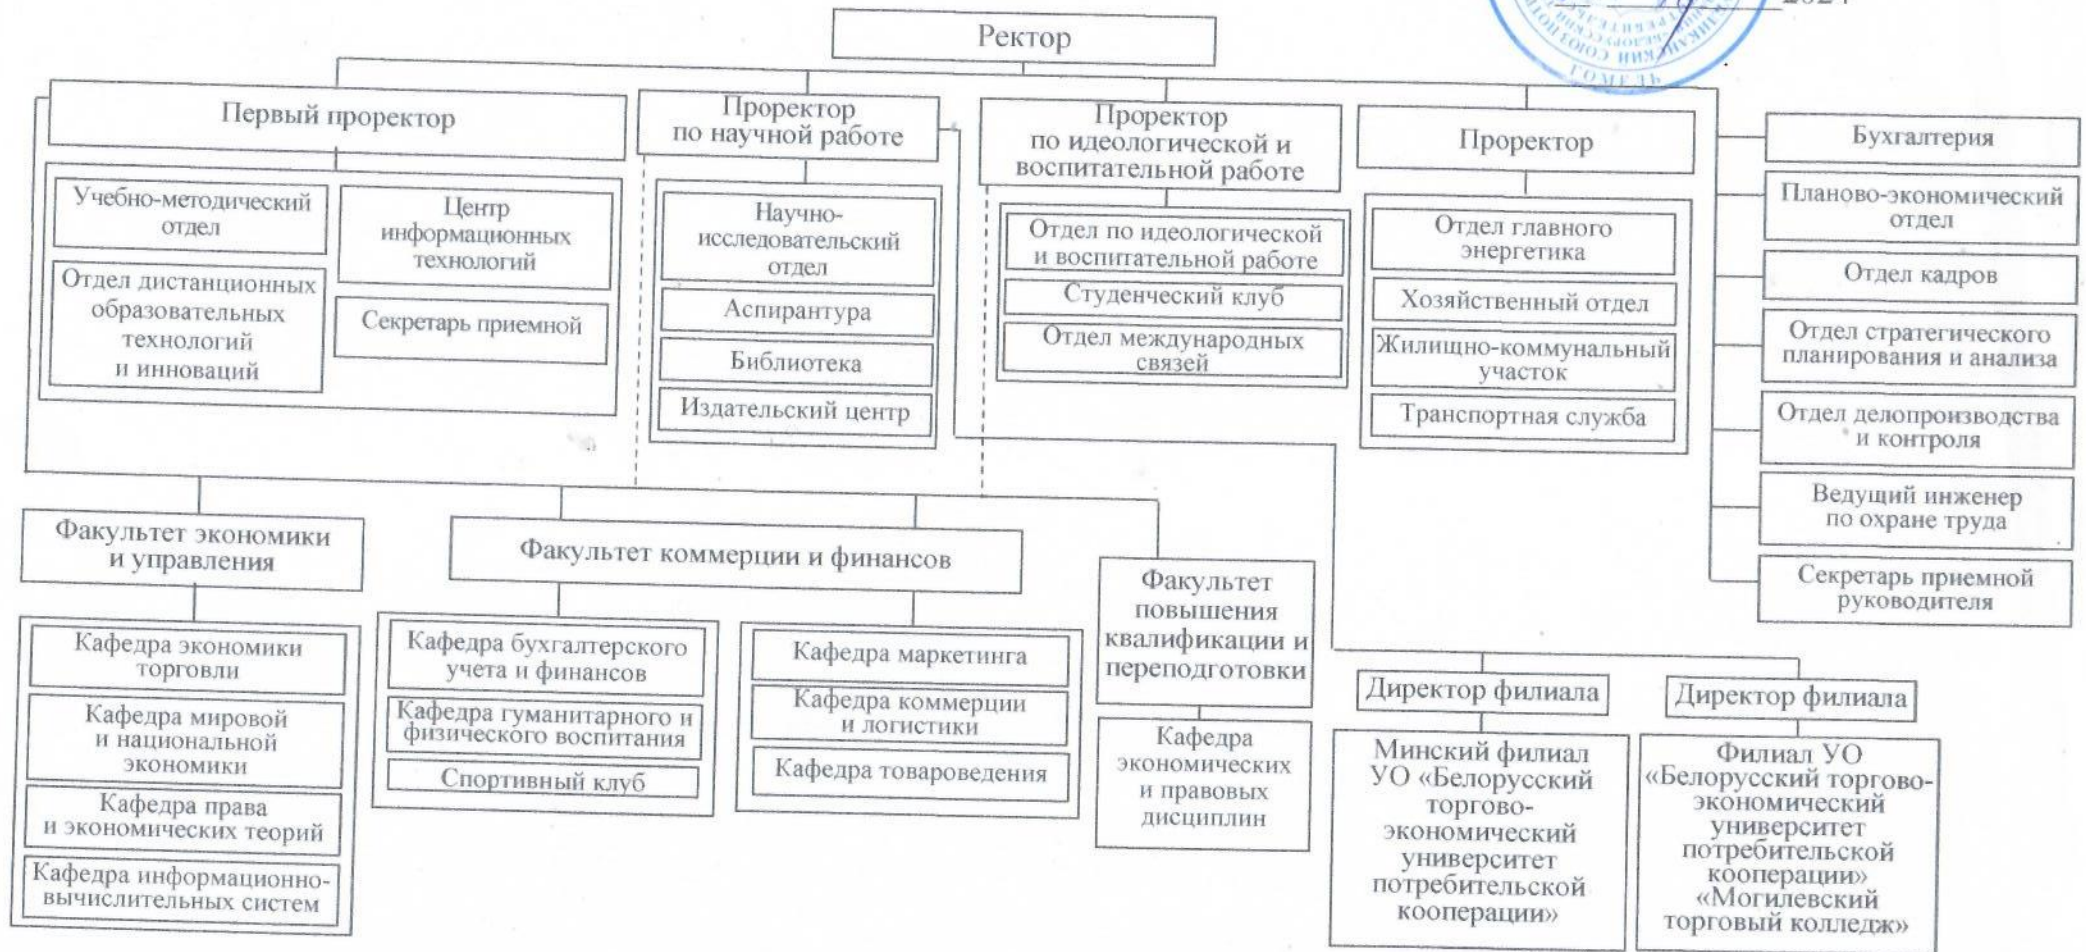 2024
ГОМЕЛЬ
Ректор
Первый проректор
Проректор
по научной работе
Проректор
по идеологической и
воспитательной работе
Проректор
Бухгалтерия
Планово-экономический
отдел
Отдел кадров
Отдел стратегического
планирования и анализа
Отдел делопроизводства
и контроля
Ведущий инженер
по охране труда
Секретарь приемной
руководителя
Учебно-методический
отдел
Отдел дистанционных
образовательных
технологий
и инноваций
Центр
информационных
технологий
Секретарь приемной
Научно-
исследовательский
отдел
Аспирантура
Библиотека
Издательский центр
Отдел по идеологической
и воспитательной работе
Студенческий клуб
Отдел международных
связей
Отдел главного
энергетика
Хозяйственный отдел
Жилищно-коммунальный
участок
Транспортная служба
Факультет экономики
и управления
Кафедра экономики
торговли
Кафедра мировой
и национальной
экономики
Кафедра права
и экономических теорий
Кафедра информационно-
вычислительных систем
Факультет коммерции и финансов
Кафедра бухгалтерского
учета и финансов
Кафедра гуманитарного и
физического воспитания
Спортивный клуб
Кафедра маркетинга
Кафедра коммерции
и логистики
Кафедра товароведения
Факультет
повышения
квалификации и
переподготовки
Кафедра
экономических
и правовых
дисциплин
Директор филиала
Минский филиал
УО «Белорусский
торгово-
экономический
университет
потребительской
кооперации»
Директор филиала
Филиал УО
«Белорусский торгово-
экономический
университет
потребительской
кооперации»
«Могилевский
торговый колледж»